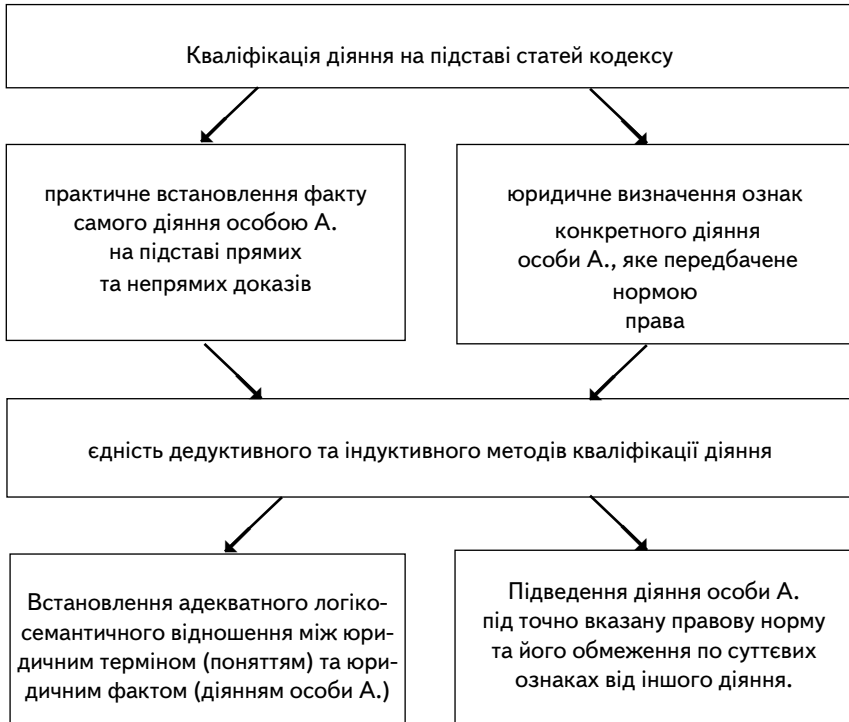 Кваліфікація діяння на підставі статей кодексу
практичне встановлення факту
самого діяння особою А.
на підставі прямих
та непрямих доказів
юридичне визначення ознак
конкретного діяння
особи А., яке передбачене
нормою
права
єдність дедуктивного та індуктивного методів кваліфікації діяння
Встановлення адекватного логіко-
семантичного відношення між юри-
дичним терміном (поняттям) та юри-
дичним фактом (діянням особи А.)
Підведення діяння особи А.
під точно вказану правову норму
та його обмеження по суттєвих
ознаках від іншого діяння.